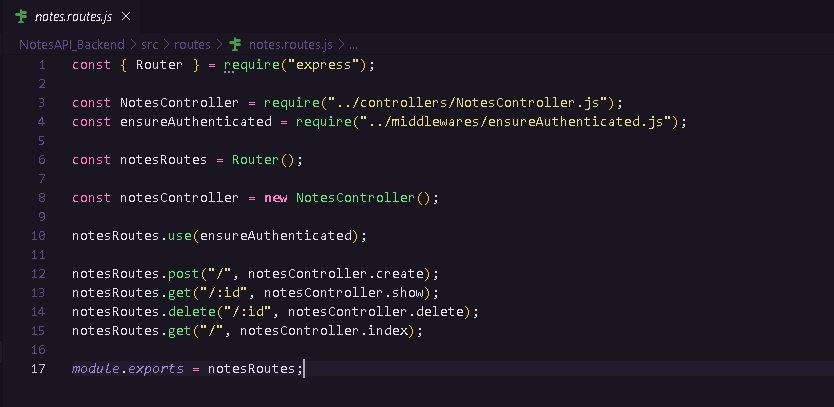 notes.routes.js ×
NotesAPI_Backend > src > routes > notes.routes.js > ...
1 const { Router } = require("express");
2
3 const NotesController = require("../controllers/NotesController.js");
4 const ensureAuthenticated = require("../middlewares/ensureAuthenticated.js");
5
6 const notesRoutes = Router();
7
8 const notesController = new NotesController();
9
10 notesRoutes.use(ensureAuthenticated);
11
12 notesRoutes.post("/", notesController.create);
13 notesRoutes.get("/:id", notesController.show);
14 notesRoutes.delete("/:id", notesController.delete);
15 notesRoutes.get("/", notesController.index);
16
17 module.exports = notesRoutes;